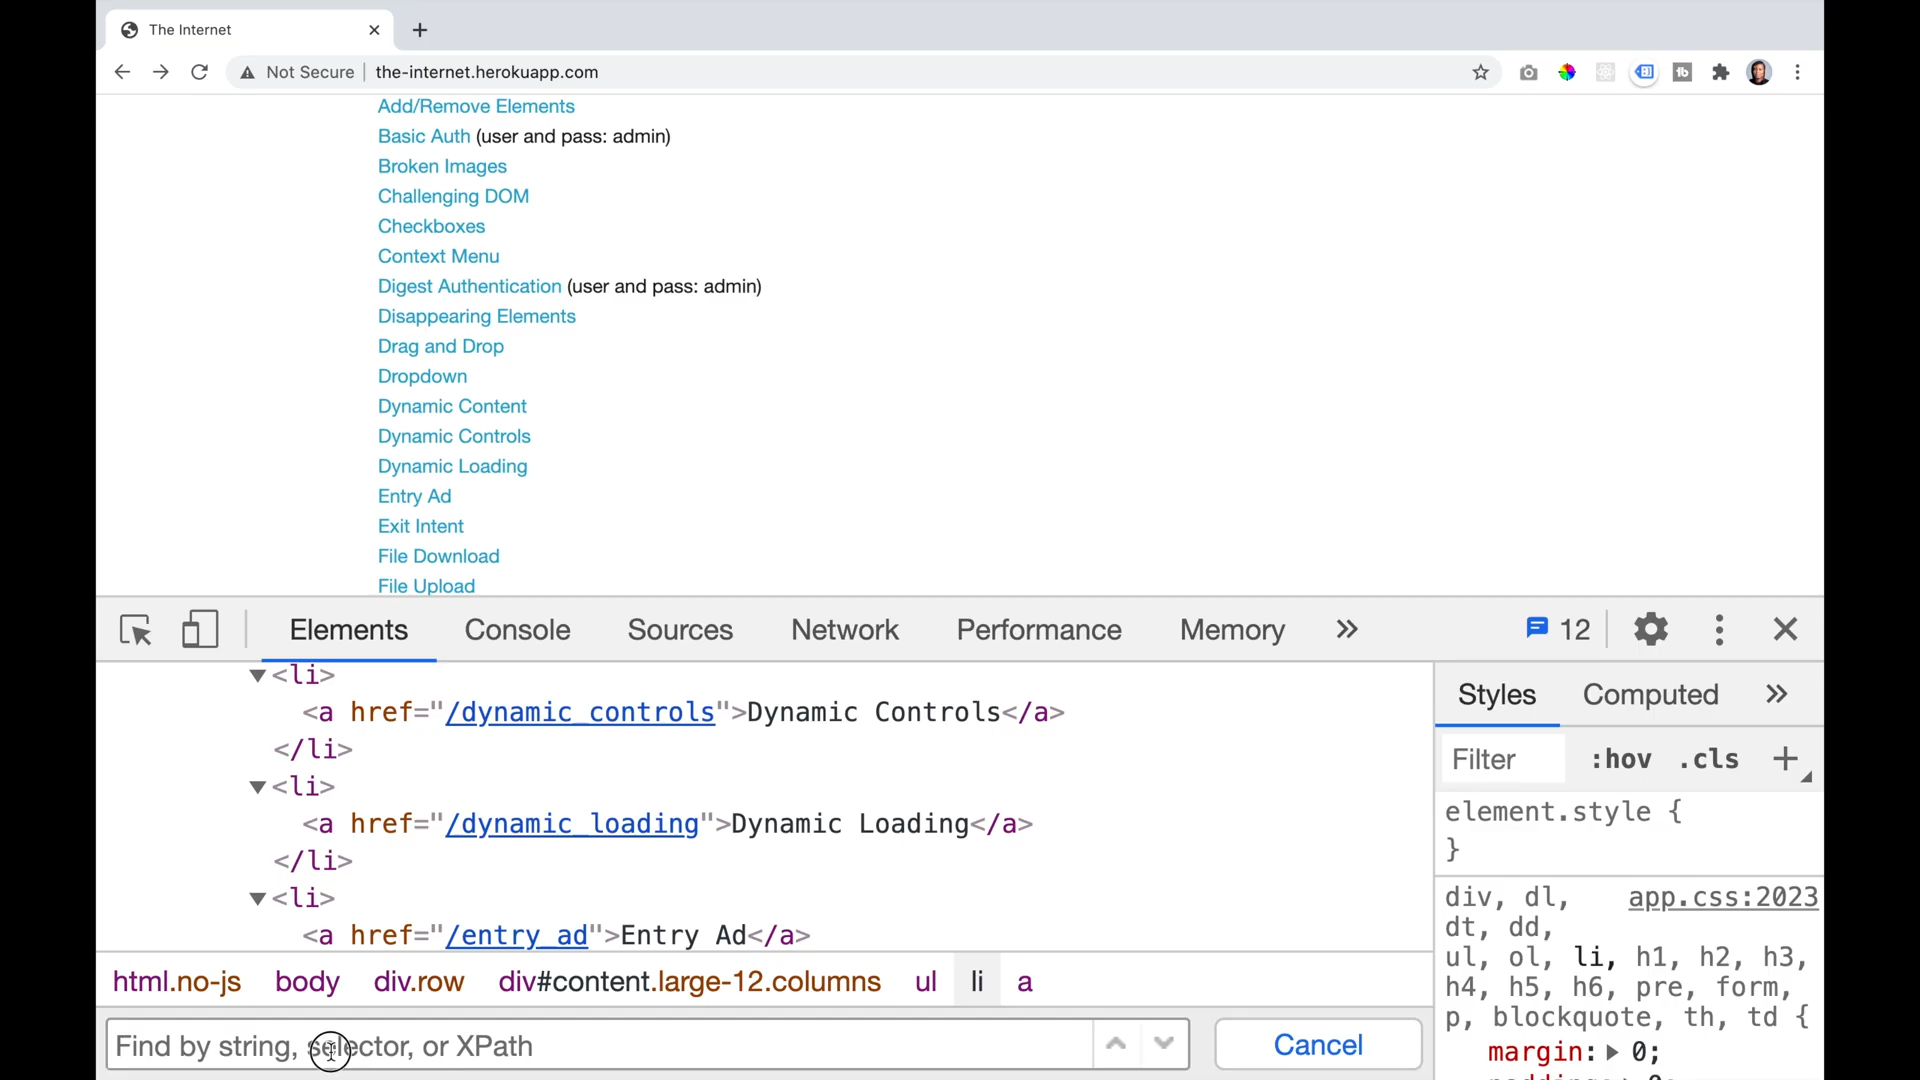 The Internet
Not Secure the-internet.herokuapp.com
Add/Remove Elements
Basic Auth (user and pass: admin)
Broken Images
Challenging DOM
Checkboxes
Context Menu
Digest Authentication (user and pass: admin)
Disappearing Elements
Drag and Drop
Dropdown
Dynamic Content
Dynamic Controls
Dynamic Loading
Entry Ad
Exit Intent
File Download
File Upload
Elements Console Sources Network Performance Memory 12
<li>
<a href="/dynamic_controls">Dynamic Controls</a>
</li>
<li>
<a href="/dynamic_loading">Dynamic Loading</a>
</li>
<li>
<a href="/entry_ad">Entry Ad</a>
html.no-js body div.row div#content.large-12.columns ul li a
Find by string, selector, or XPath
Cancel
Styles Computed
Filter :hov .cls
element.style {
}
div, dl, app.css:2023
dt, dd,
ul, ol, li, h1, h2, h3,
h4, h5, h6, pre, form,
p, blockquote, th, td {
margin: 0;